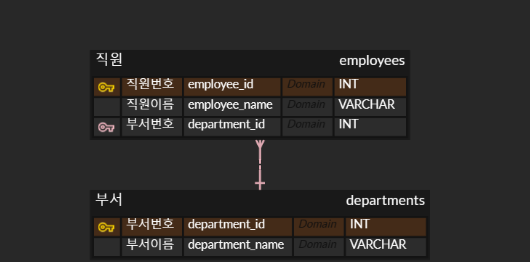 직원 employees
직원번호 employee_id Domain INT
직원이름 employee_name Domain VARCHAR
부서번호 department_id Domain INT
부서 departments
부서번호 department_id Domain INT
부서이름 department_name Domain VARCHAR